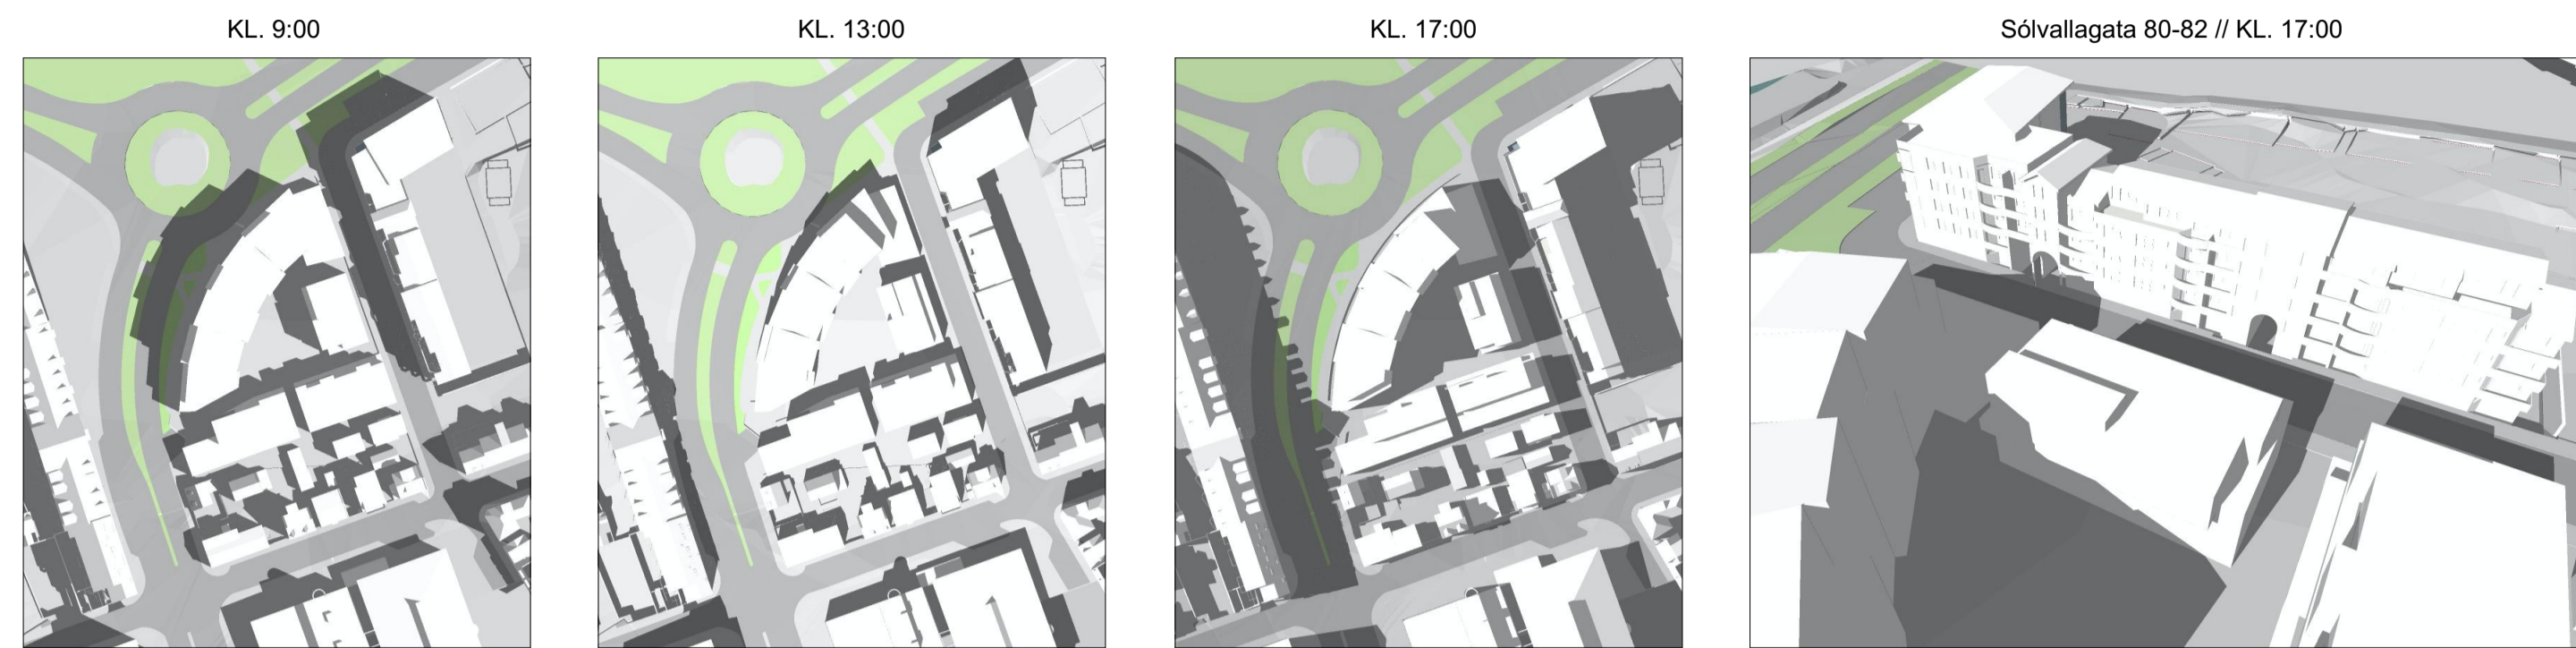 KL. 9:00
KL. 13:00
KL. 17:00
Sólvallagata 80-82 // KL. 17:00